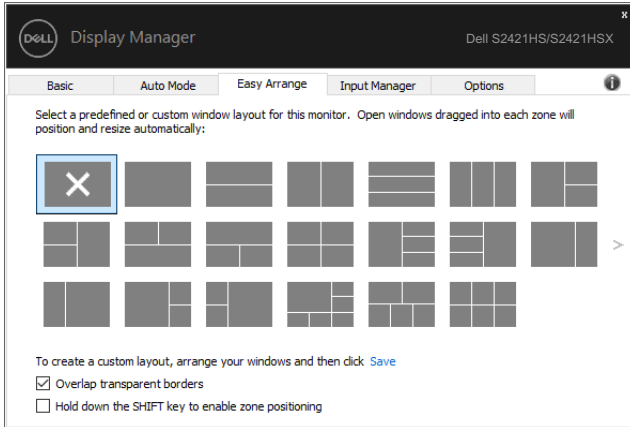 x
DELL Display Manager
Dell S2421HS/S2421HSX
Basic Auto Mode Easy Arrange Input Manager Options i
Select a predefined or custom window layout for this monitor. Open windows dragged into each zone will
position and resize automatically:
>
To create a custom layout, arrange your windows and then click Save
Overlap transparent borders
Hold down the SHIFT key to enable zone positioning